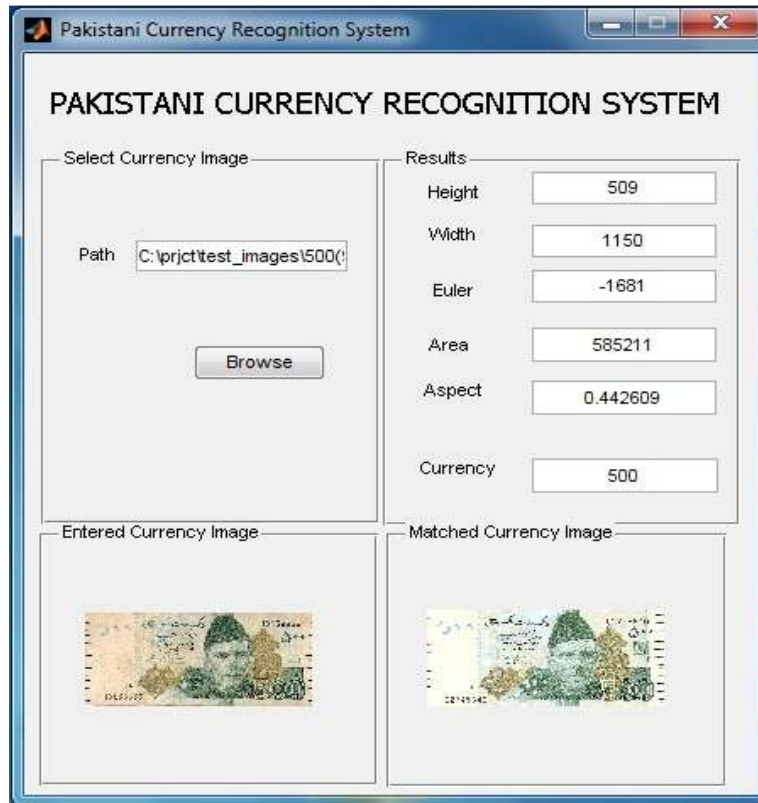 Pakistani Currency Recognition System
PAKISTANI CURRENCY RECOGNITION SYSTEM
Select Currency Image
Path C:\prjct\test_images\500(
Browse
Results
Height 509
Width 1150
Euler -1681
Area 585211
Aspect 0.442609
Currency 500
Entered Currency Image
Matched Currency Image